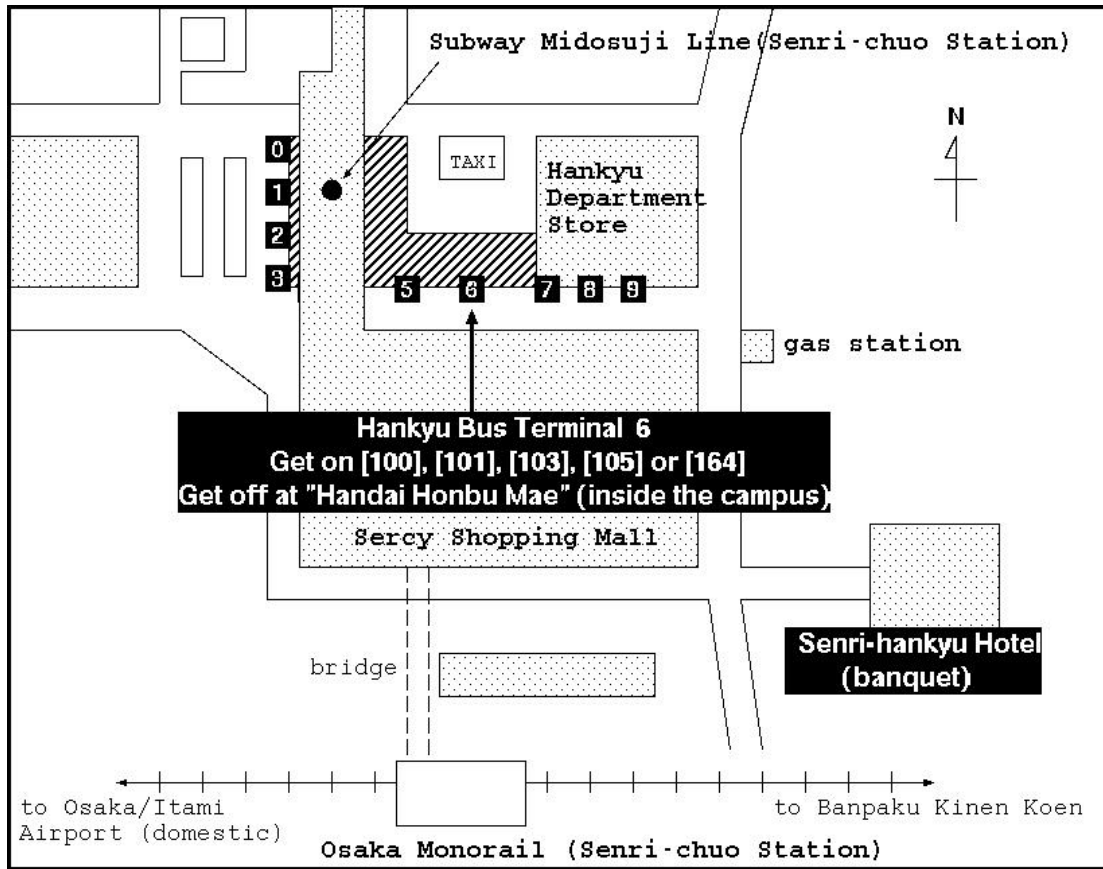 Subway Midosuji Line(Senri-chuo Station)
N
0
TAXI
1
Hankyu
Department
Store
2
3
5
6
7
8
9
gas station
Hankyu Bus Terminal 6
Get on [100], [101], [103], [105] or [164]
Get off at "Handai Honbu Mae" (inside the campus)
Sercy Shopping Mall
Senri-hankyu Hotel
(banquet)
bridge
to Osaka/Itami
Airport (domestic)
to Banpaku Kinen Koen
Osaka Monorail (Senri-chuo Station)